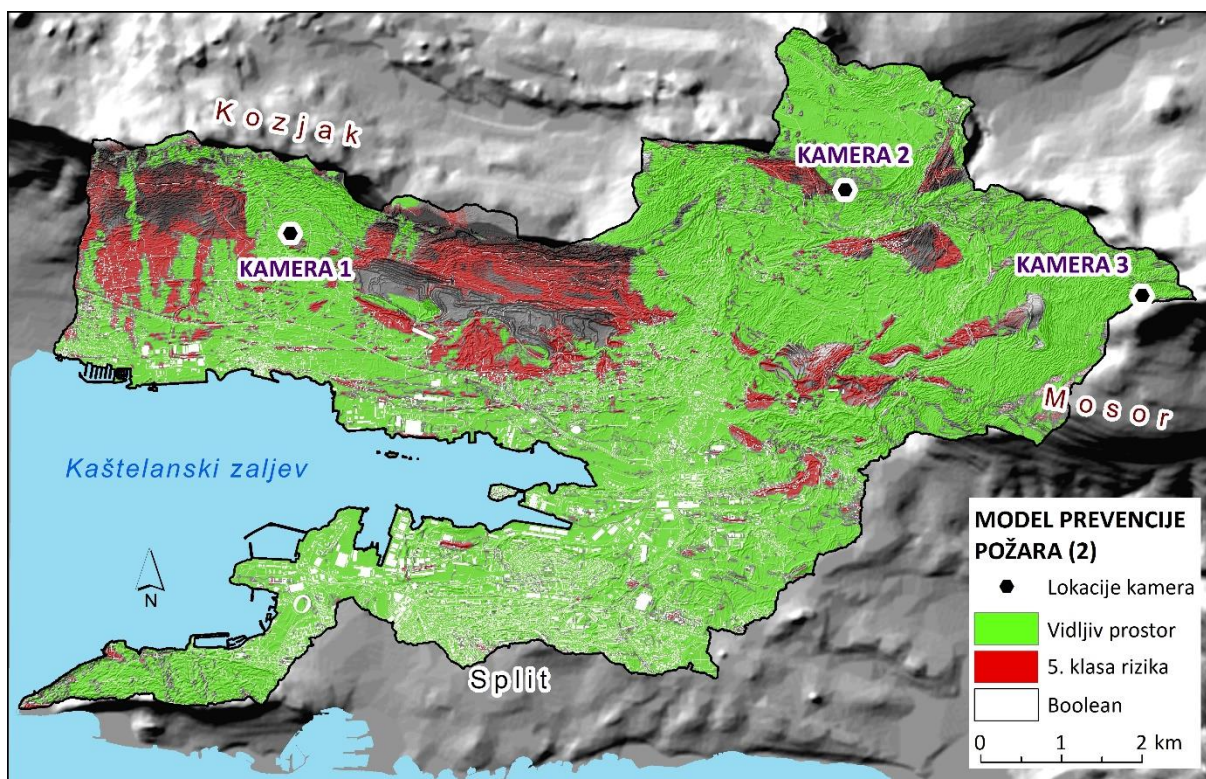 Kozjak
KAMERA 2
KAMERA 1
KAMERA 3
Mosor
Kaštelanski zaljev
N
Split
MODEL PREVENCIJE
POŽARA (2)
Lokacije kamera
Vidljiv prostor
5. klasa rizika
Boolean
0 1 2 km